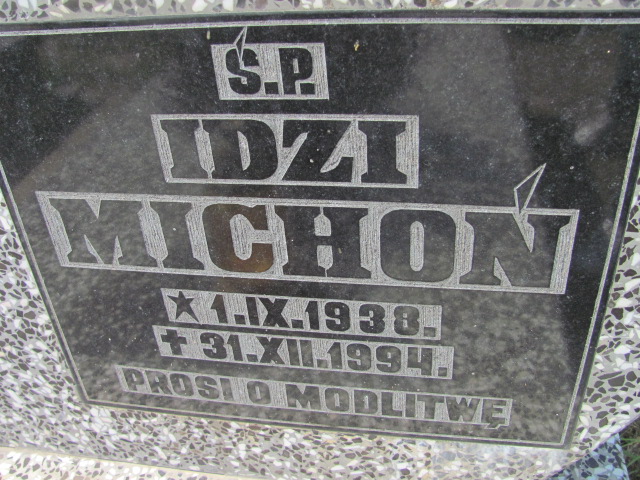 Ś.P.
IDZI
MICHOŃ
★ 1.IX.1938.
✝ 31.XII.1994.
PROSI O MODLITWĘ